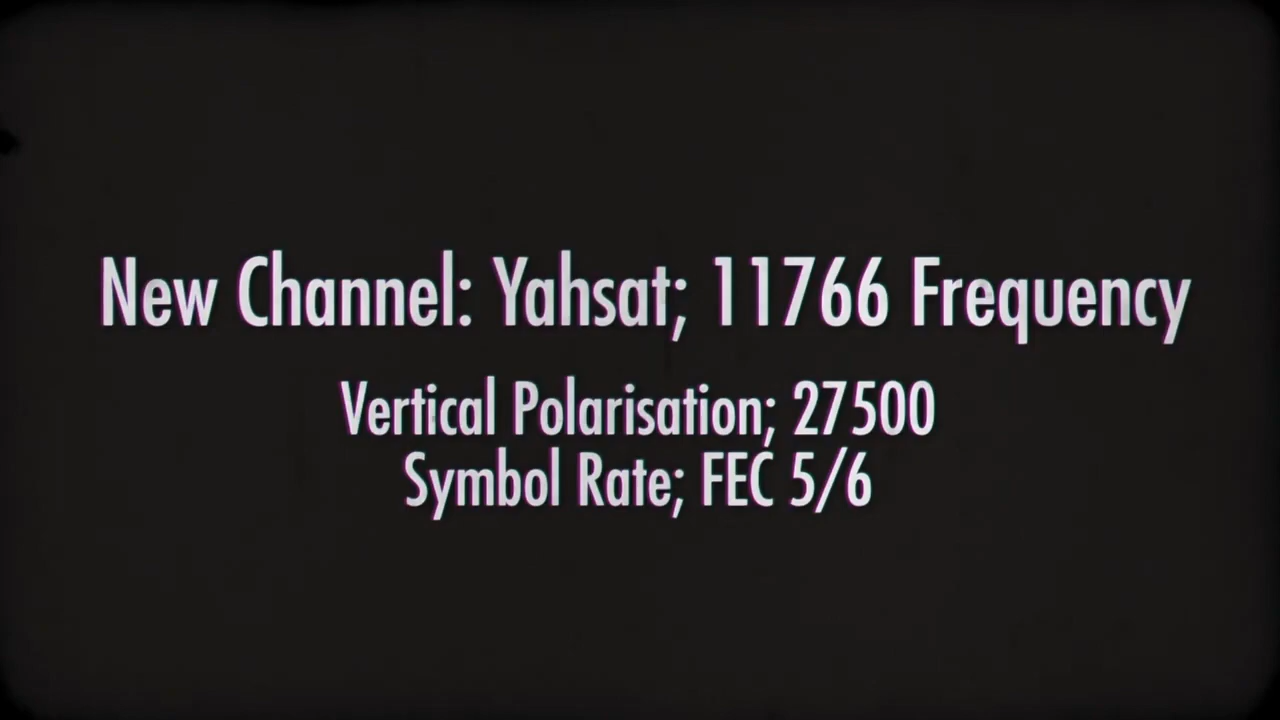 New Channel: Yahsat; 11766 Frequency
Vertical Polarisation; 27500
Symbol Rate; FEC 5/6